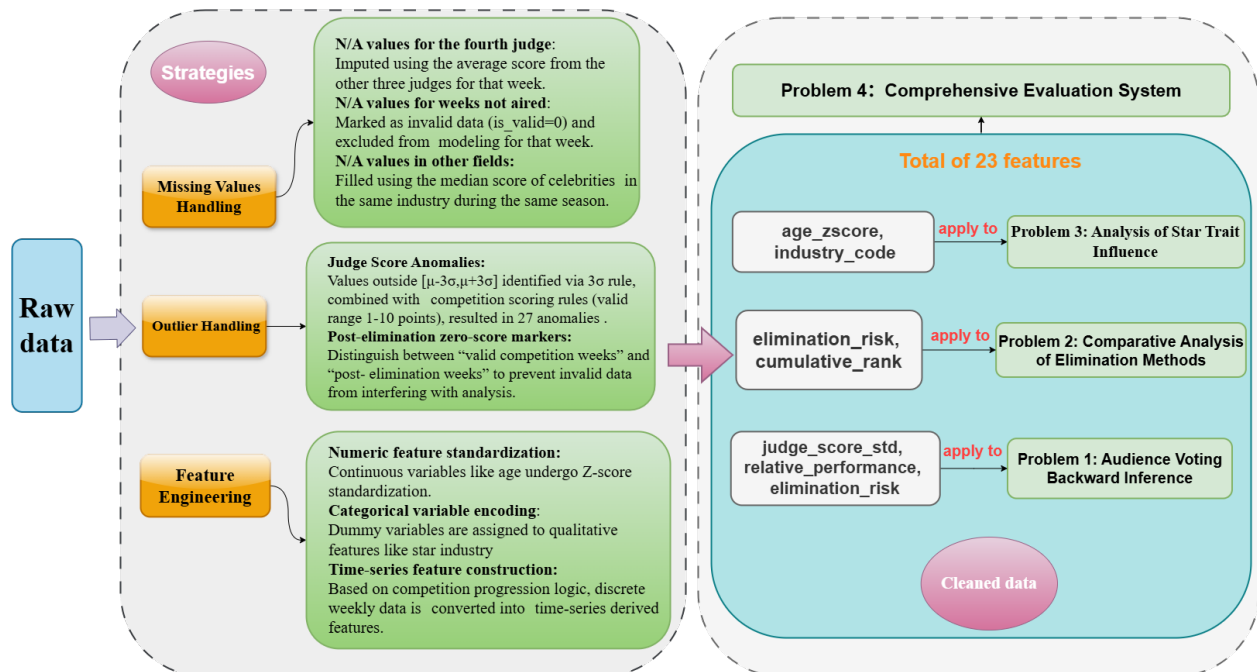 Raw
data
Strategies
Missing Values
Handling
N/A values for the fourth judge:
Imputed using the average score from the
other three judges for that week.
N/A values for weeks not aired:
Marked as invalid data (is_valid=0) and
excluded from modeling for that week.
N/A values in other fields:
Filled using the median score of celebrities in
the same industry during the same season.
Outlier Handling
Judge Score Anomalies:
Values outside [μ-3σ,μ+3σ] identified via 3σ rule,
combined with competition scoring rules (valid
range 1-10 points), resulted in 27 anomalies .
Post-elimination zero-score markers:
Distinguish between “valid competition weeks” and
“post- elimination weeks” to prevent invalid data
from interfering with analysis.
Feature
Engineering
Numeric feature standardization:
Continuous variables like age undergo Z-score
standardization.
Categorical variable encoding:
Dummy variables are assigned to qualitative
features like star industry
Time-series feature construction:
Based on competition progression logic, discrete
weekly data is converted into time-series derived
features.
Problem 4：Comprehensive Evaluation System
Total of 23 features
age_zscore,
industry_code
apply to
Problem 3: Analysis of Star Trait
Influence
elimination_risk,
cumulative_rank
apply to
Problem 2: Comparative Analysis
of Elimination Methods
judge_score_std,
relative_performance,
elimination_risk
apply to
Problem 1: Audience Voting
Backward Inference
Cleaned data